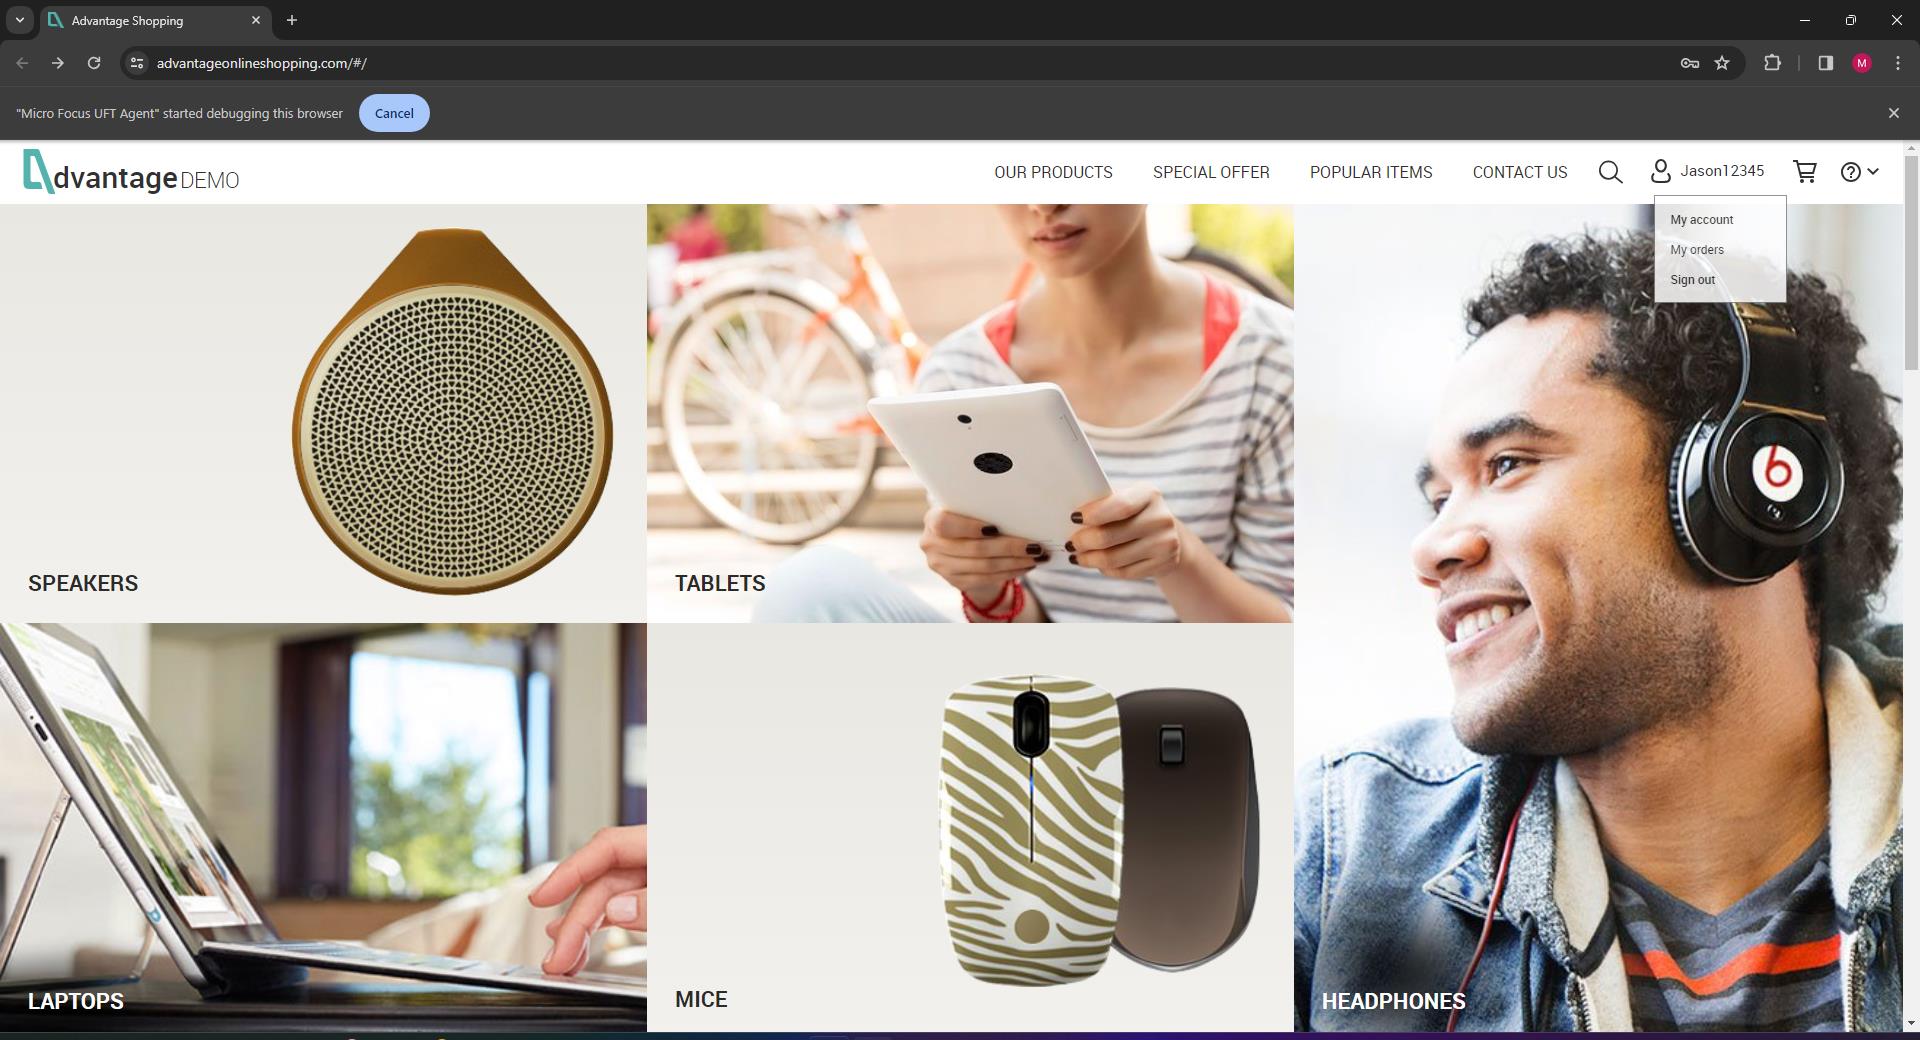 Advantage Shopping
advantageonlineshopping.com/#/
M
"Micro Focus UFT Agent" started debugging this browser
Cancel
dvantage DEMO
OUR PRODUCTS
SPECIAL OFFER
POPULAR ITEMS
CONTACT US
Jason12345
My account
My orders
Sign out
SPEAKERS
TABLETS
b
LAPTOPS
MICE
HEADPHONES